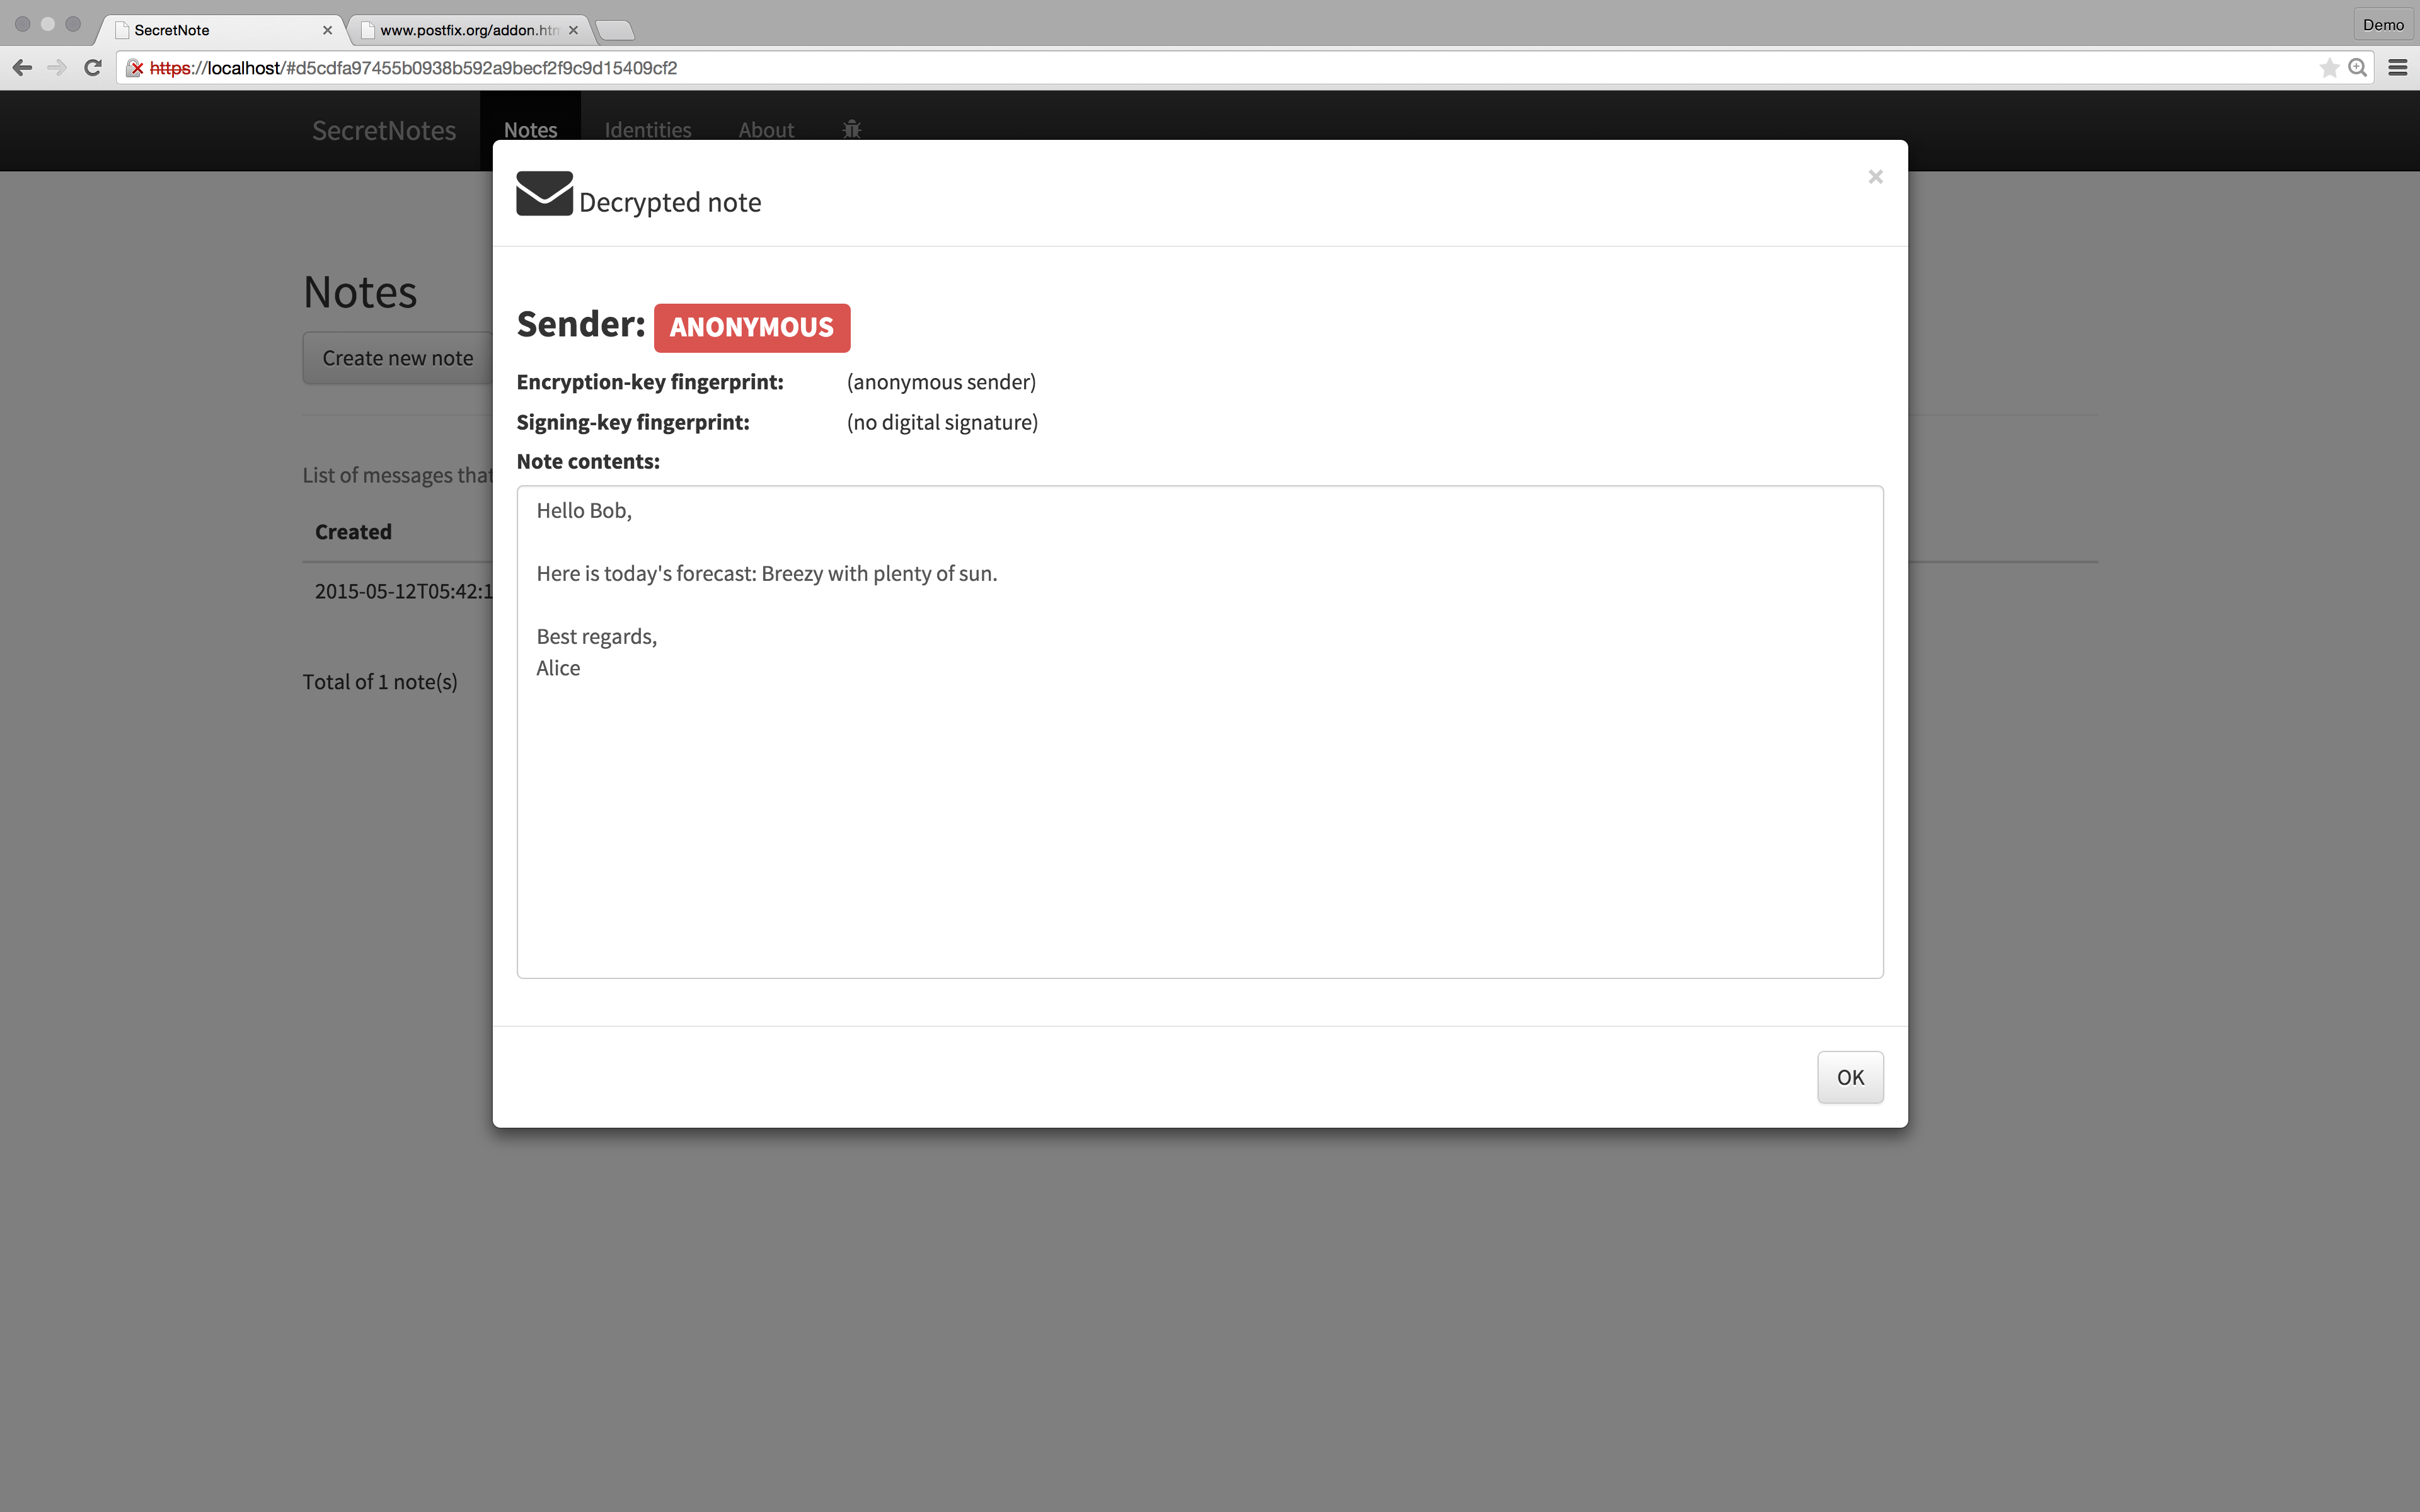 SecretNote
www.postfix.org/addon.htm
Demo
https://localhost/#d5cdfa97455b0938b592a9becf2f9c9d15409cf2
SecretNotes Notes Identities About
Decrypted note
×
Notes
Create new note
Sender: ANONYMOUS
Encryption-key fingerprint: (anonymous sender)
Signing-key fingerprint: (no digital signature)
Note contents:
List of messages that
Created
2015-05-12T05:42:1
Total of 1 note(s)
Hello Bob,
Here is today's forecast: Breezy with plenty of sun.
Best regards,
Alice
OK